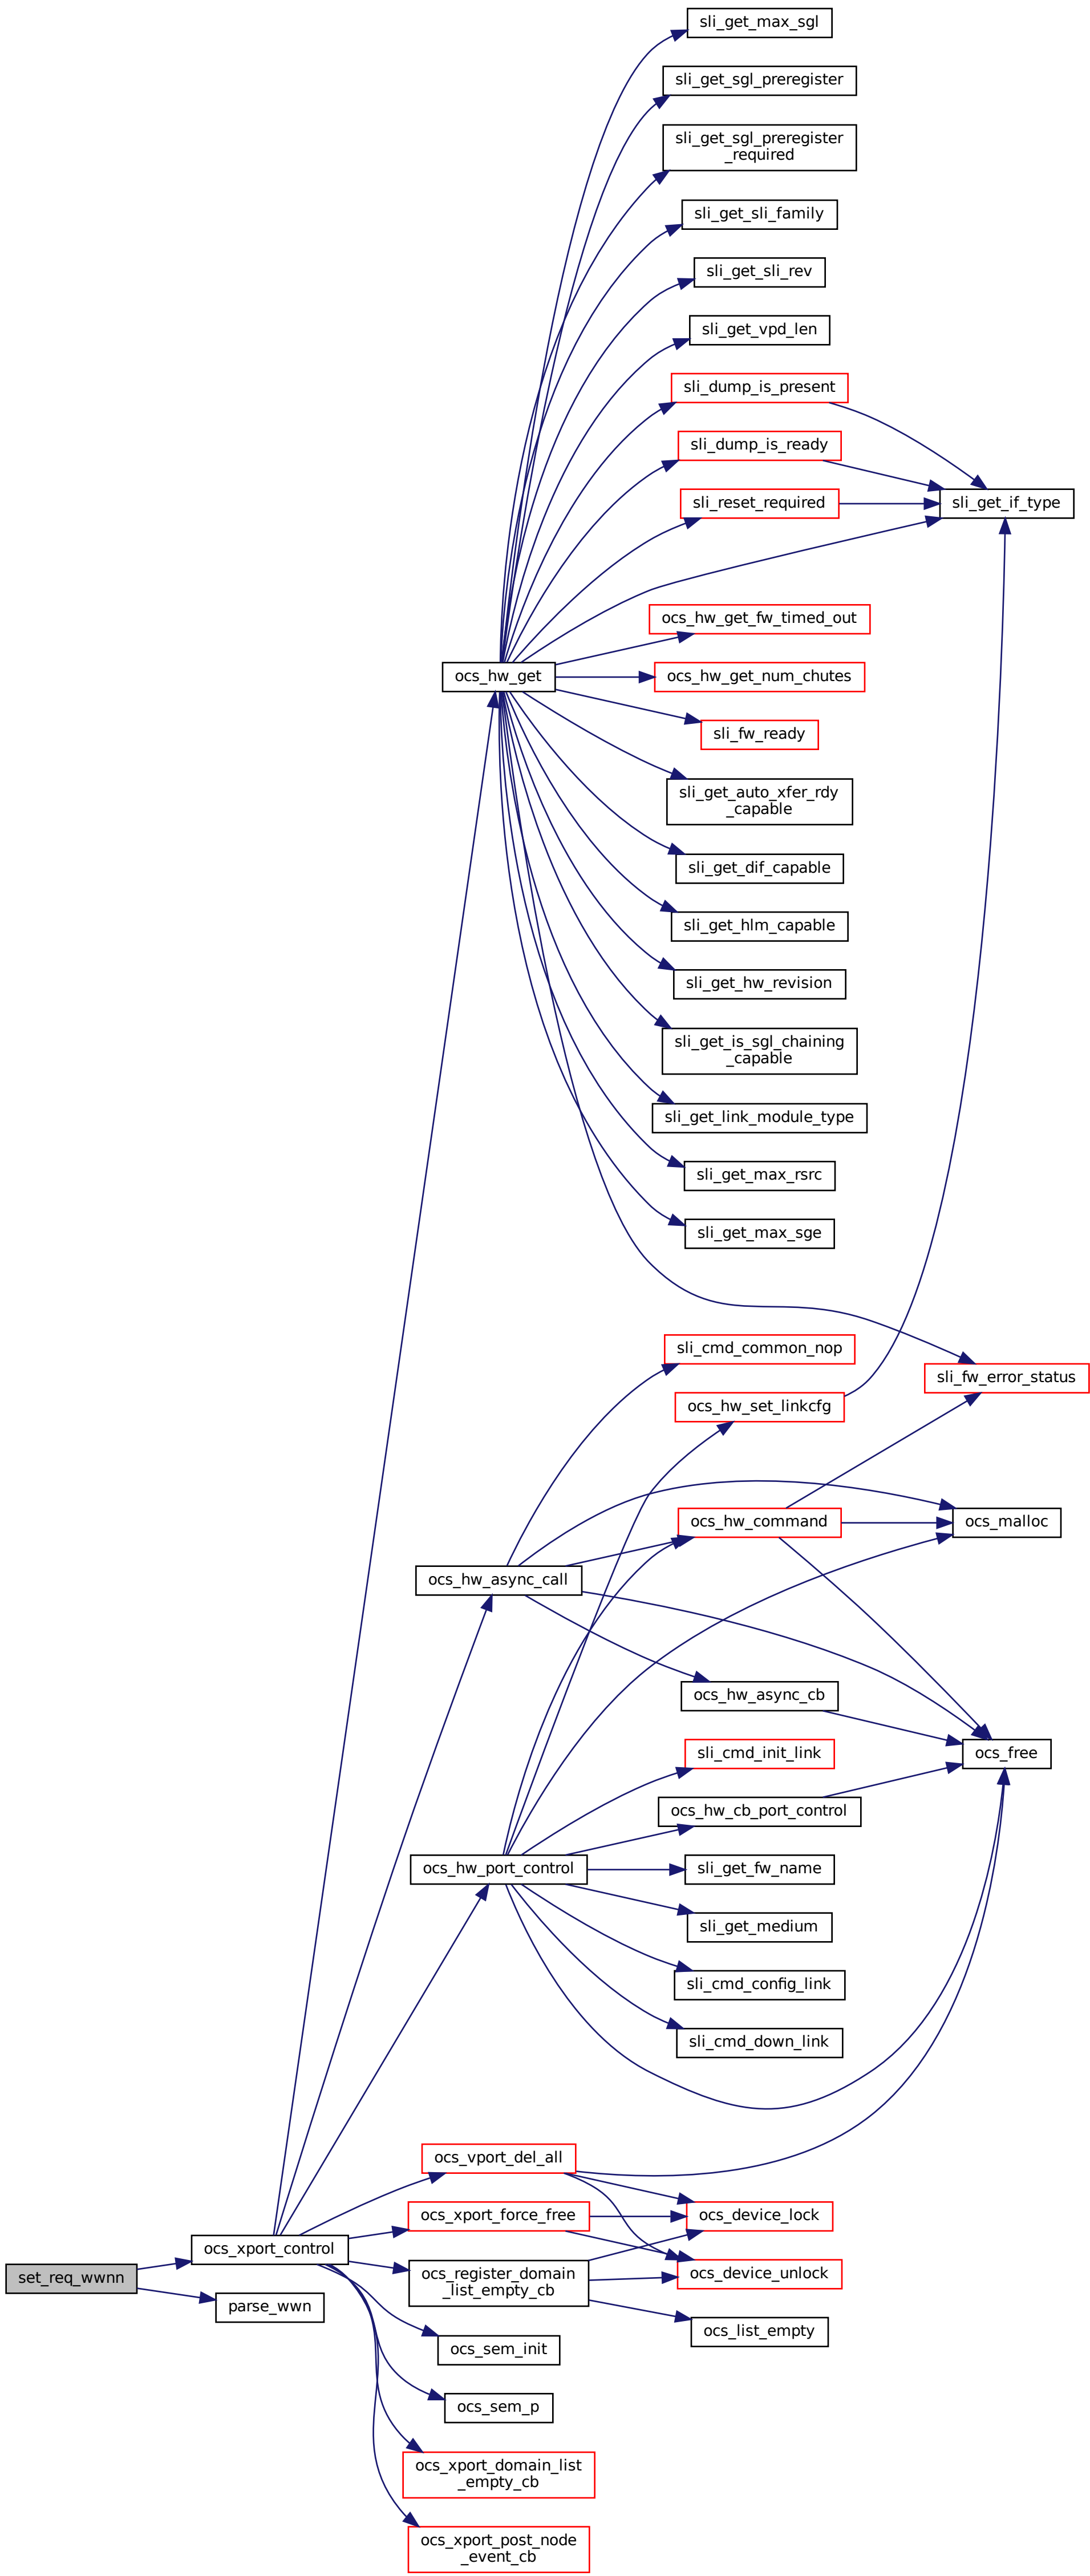 sli_get_max_sgl
sli_get_sgl_preregister
sli_get_sgl_preregister
_required
sli_get_sli_family
sli_get_sli_rev
sli_get_vpd_len
sli_dump_is_present
sli_dump_is_ready
sli_reset_required
sli_get_if_type
ocs_hw_get_fw_timed_out
ocs_hw_get
ocs_hw_get_num_chutes
sli_fw_ready
sli_get_auto_xfer_rdy
_capable
sli_get_dif_capable
sli_get_hlm_capable
sli_get_hw_revision
sli_get_is_sgl_chaining
_capable
sli_get_link_module_type
sli_get_max_rsrc
sli_get_max_sge
sli_cmd_common_nop
sli_fw_error_status
ocs_hw_set_linkcfg
ocs_hw_command
ocs_malloc
ocs_hw_async_call
ocs_hw_async_cb
sli_cmd_init_link
ocs_free
ocs_hw_cb_port_control
ocs_hw_port_control
sli_get_fw_name
sli_get_medium
sli_cmd_config_link
sli_cmd_down_link
ocs_vport_del_all
ocs_xport_force_free
ocs_device_lock
ocs_xport_control
set_req_wwnn
ocs_register_domain
_list_empty_cb
ocs_device_unlock
parse_wwn
ocs_list_empty
ocs_sem_init
ocs_sem_p
ocs_xport_domain_list
_empty_cb
ocs_xport_post_node
_event_cb